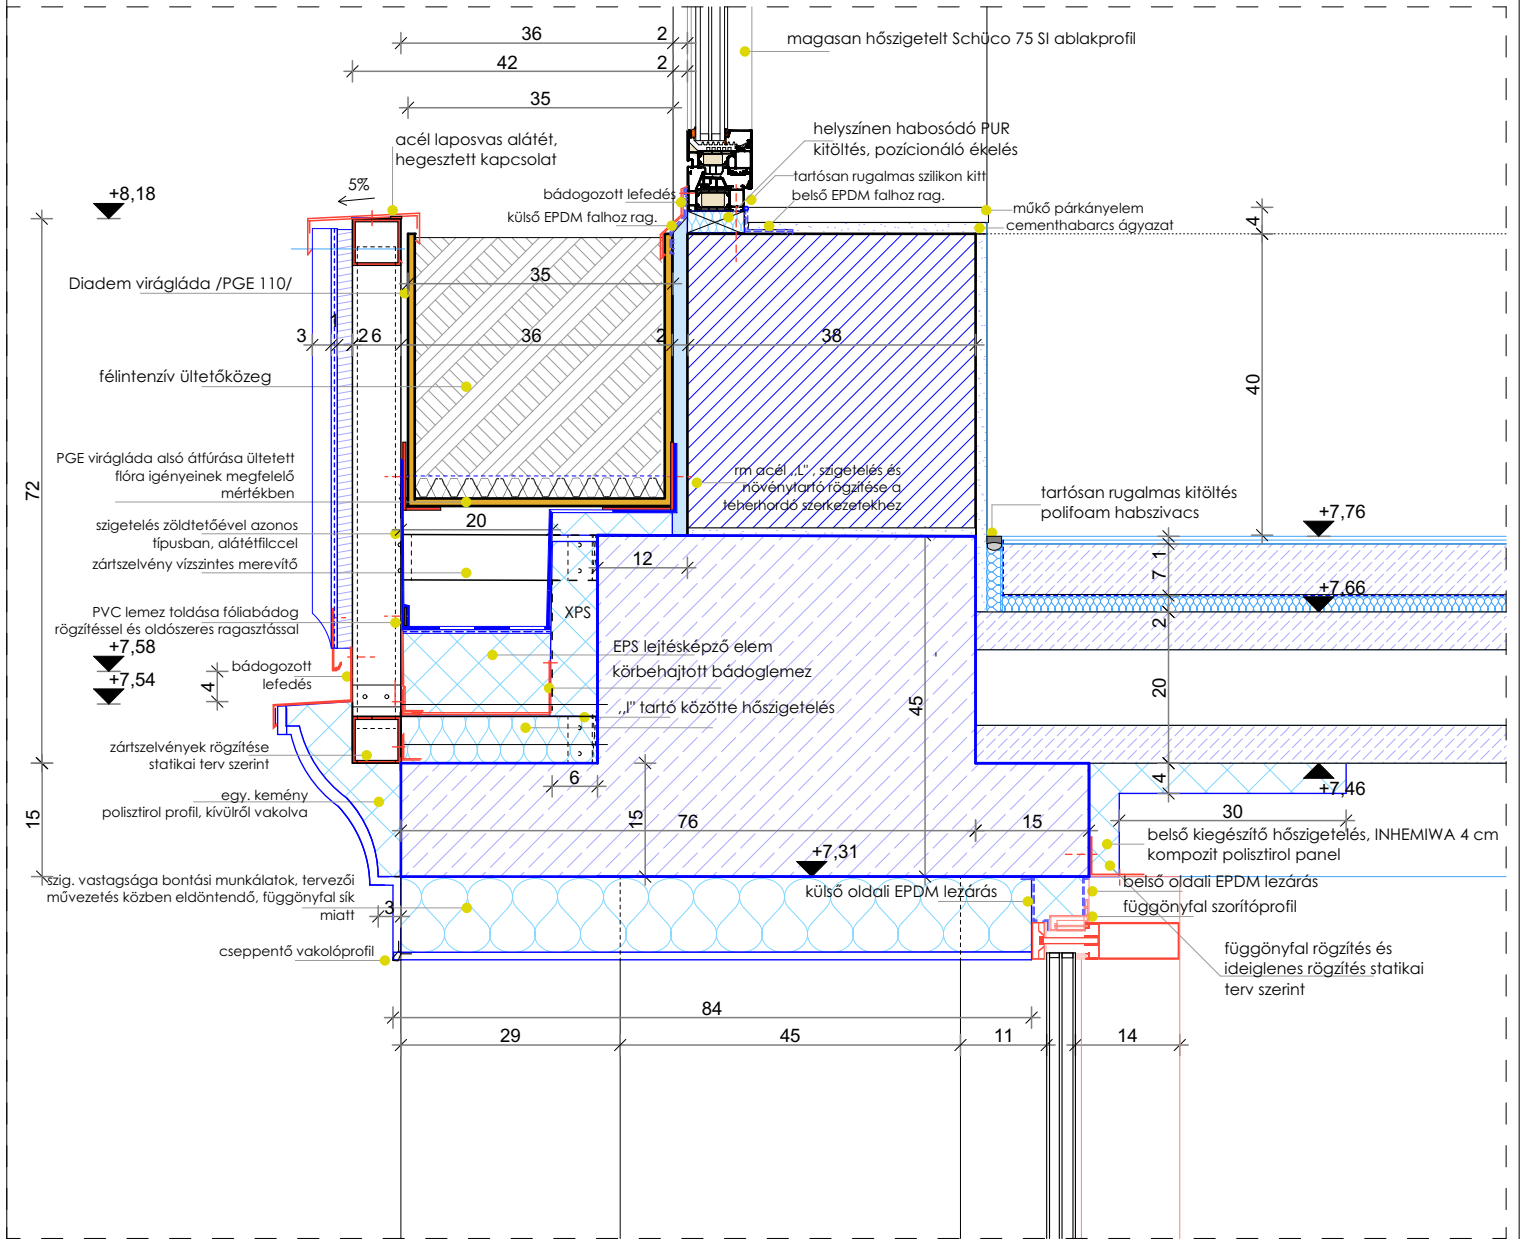 36
2
magasan hőszigetelt Schüco 75 SI ablakprofil
42
2
35
acél laposvas alátét,
hegesztett kapcsolat
helyszínen habosódó PUR
kitöltés, pozícionáló ékelés
5%
+8,18
bádogozott lefedés
külső EPDM falhoz rag.
tartósan rugalmas szilikon kitt
belső EPDM falhoz rag.
műkő párkányelem
cementhabarcs ágyazat
4
Diadem virágláda /PGE 110/
35
3
1
2
6
36
2
38
40
félintenzív ültetőközeg
PGE virágláda alsó átfúrása ültetett
flóra igényeinek megfelelő
mértékben
rm acél „L", szigetelés és
növénytartó rögzítése a
teherhordó szerkezetekhez
72
20
szigetelés zöldtetőével azonos
típusban, alátétfilccel
zártszelvény vízszintes merevítő
tartósan rugalmas kitöltés
polifoam habszivacs
+7,76
12
1
7
+7,66
2
PVC lemez toldása fóliabádog
rögzítéssel és oldószeres ragasztással
XPS
+7,58
+7,54
4
bádogozott
lefedés
EPS lejtésképző elem
körbehajtott bádoglemez
„I" tartó közötte hőszigetelés
45
20
zártszelvények rögzítése
statikai terv szerint
6
4
+7,46
egy. kemény
polisztirol profil, kívülről vakolva
15
15
76
15
30
+7,31
belső kiegészítő hőszigetelés, INHEMIWA 4 cm
kompozit polisztirol panel
szig. vastagsága bontási munkálatok, tervezői
művezetés közben eldöntendő, függönyfal sík
miatt
3
külső oldali EPDM lezárás
belső oldali EPDM lezárás
függönyfal szorítóprofil
cseppentő vakolóprofil
függönyfal rögzítés és
ideiglenes rögzítés statikai
terv szerint
84
29
45
11
14